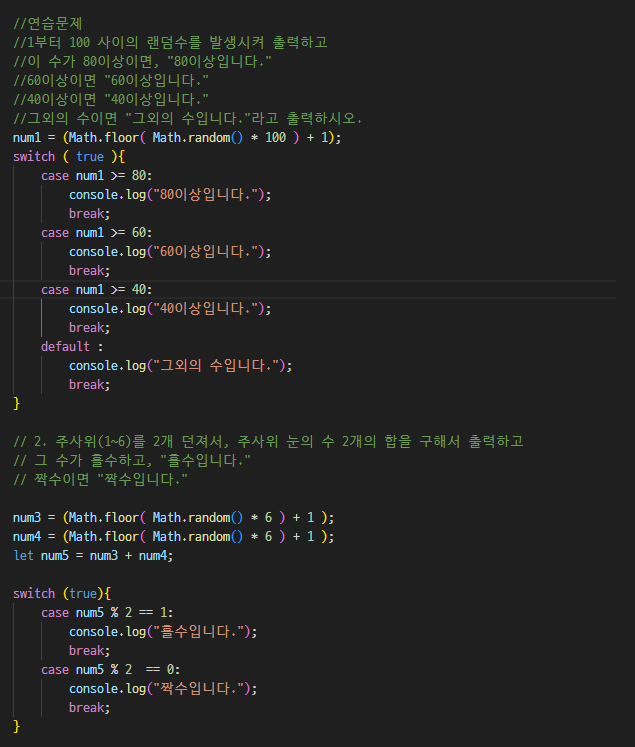 //연습문제
//1부터 100 사이의 랜덤수를 발생시켜 출력하고
//이 수가 80이상이면, "80이상입니다."
//60이상이면 "60이상입니다."
//40이상이면 "40이상입니다."
//그외의 수이면 "그외의 수입니다."라고 출력하시오.
num1 = (Math.floor( Math.random() * 100 ) + 1);
switch ( true ){
    case num1 >= 80:
        console.log("80이상입니다.");
        break;
    case num1 >= 60:
        console.log("60이상입니다.");
        break;
    case num1 >= 40:
        console.log("40이상입니다.");
        break;
    default :
        console.log("그외의 수입니다.");
        break;
}
// 2. 주사위(1~6)를 2개 던져서, 주사위 눈의 수 2개의 합을 구해서 출력하고
// 그 수가 홀수하고, "홀수입니다."
// 짝수이면 "짝수입니다."
num3 = (Math.floor( Math.random() * 6 ) + 1 );
num4 = (Math.floor( Math.random() * 6 ) + 1 );
let num5 = num3 + num4;
switch (true){
    case num5 % 2 == 1:
        console.log("홀수입니다.");
        break;
    case num5 % 2  == 0:
        console.log("짝수입니다.");
        break;
}